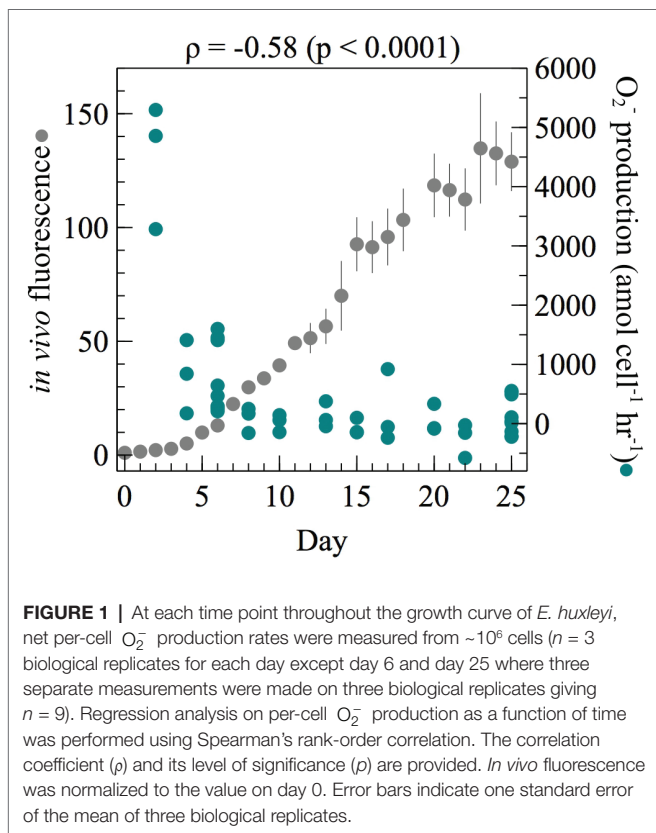 ρ = -0.58 (p < 0.0001)
150
100
50
0
in vivo fluorescence
6000
5000
4000
3000
2000
1000
0
O₂⁻ production (amol cell⁻¹ hr⁻¹)
0 5 10 15 20 25
Day
FIGURE 1 | At each time point throughout the growth curve of E. huxleyi,
net per-cell O₂⁻ production rates were measured from ~10⁶ cells (n = 3
biological replicates for each day except day 6 and day 25 where three
separate measurements were made on three biological replicates giving
n = 9). Regression analysis on per-cell O₂⁻ production as a function of time
was performed using Spearman’s rank-order correlation. The correlation
coefficient (ρ) and its level of significance (p) are provided. In vivo fluorescence
was normalized to the value on day 0. Error bars indicate one standard error
of the mean of three biological replicates.